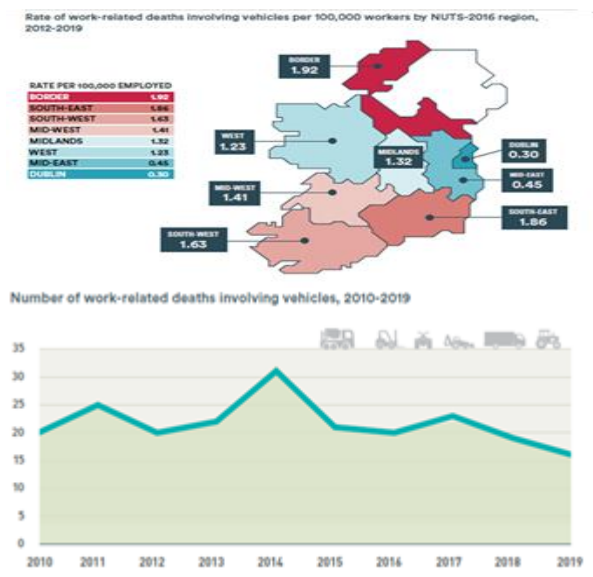 Rate of work-related deaths involving vehicles per 100,000 workers by NUTS-2016 region,
2012-2019
BORDER
1.92
RATE PER 100,000 EMPLOYED
BORDER 1.92
SOUTH-EAST 1.86
SOUTH-WEST 1.63
MID-WEST 1.41
MIDLANDS 1.32
WEST 1.23
MID-EAST 0.45
DUBLIN 0.30
WEST
1.23
MIDLANDS
1.32
DUBLIN
0.30
MID-EAST
0.45
MID-WEST
1.41
SOUTH-EAST
1.86
SOUTH-WEST
1.63
Number of work-related deaths involving vehicles, 2010-2019
35
30
25
20
15
10
5
0
2010 2011 2012 2013 2014 2015 2016 2017 2018 2019